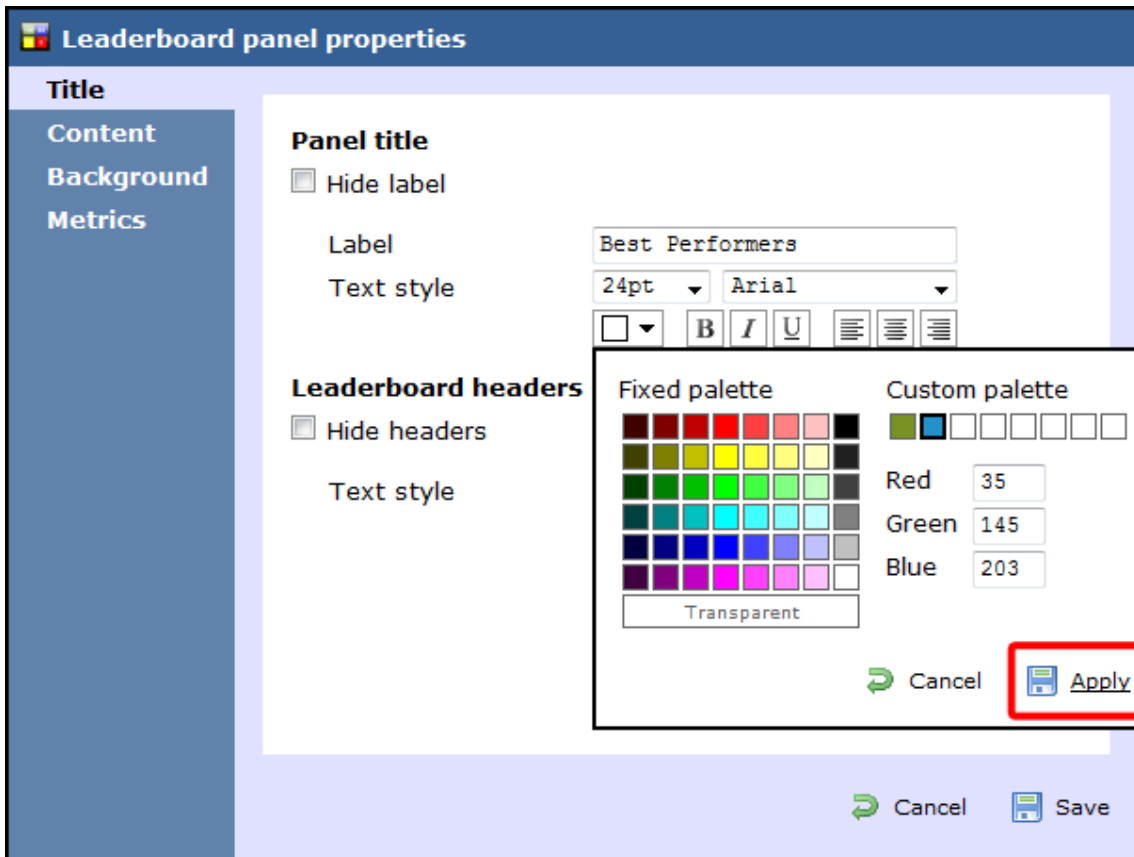 Leaderboard panel properties
Title
Content
Background
Metrics
Panel title
Hide label
Label
Best Performers
Text style
24pt
Arial
B I U
Leaderboard headers
Hide headers
Text style
Fixed palette
Transparent
Custom palette
Red
35
Green
145
Blue
203
Cancel
Apply
Cancel
Save